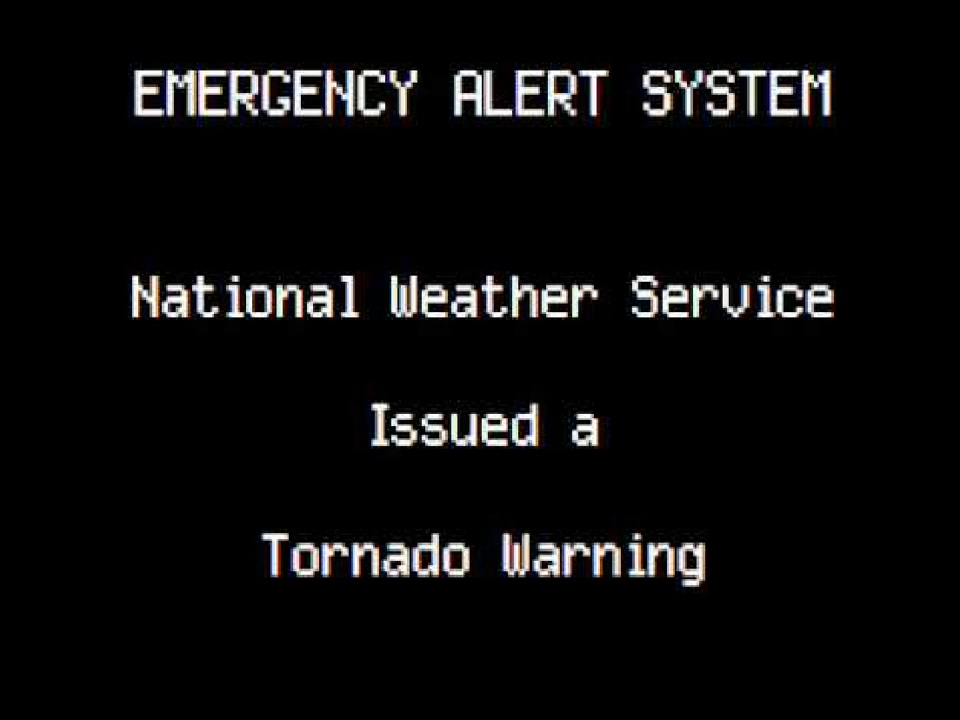 EMERGENCY ALERT SYSTEM
National Weather Service
Issued a
Tornado Warning